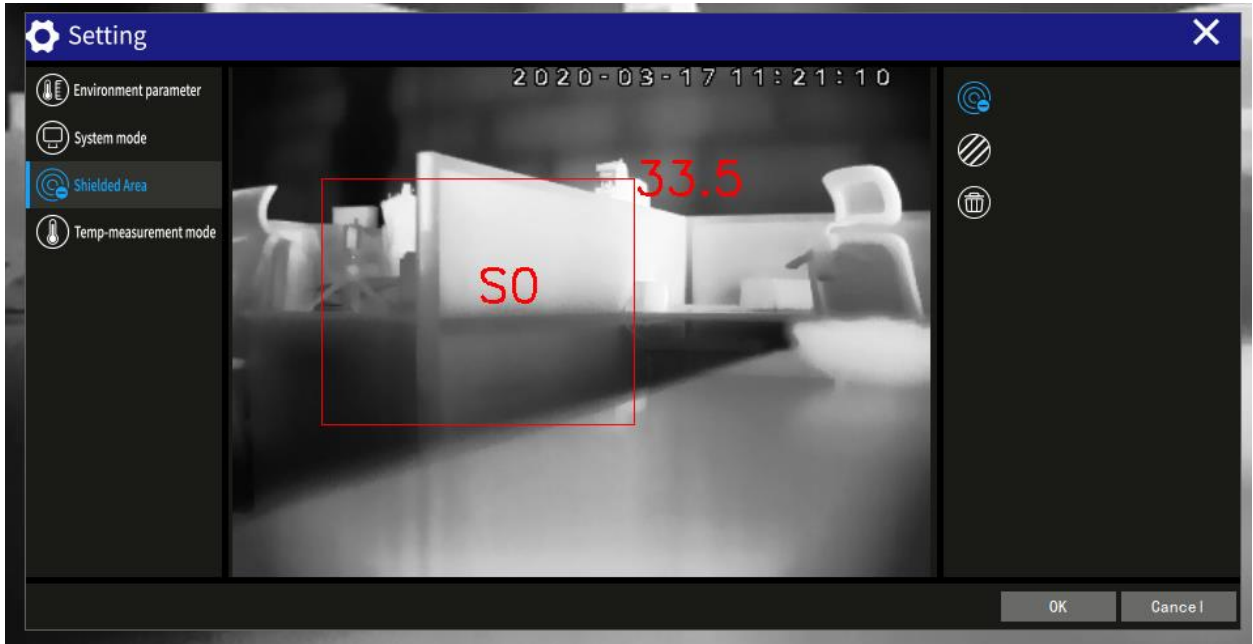 Setting
Environment parameter
System mode
Shielded Area
Temp-measurement mode
2020-03-17 11:21:10
33.5
S0
OK
Cancel